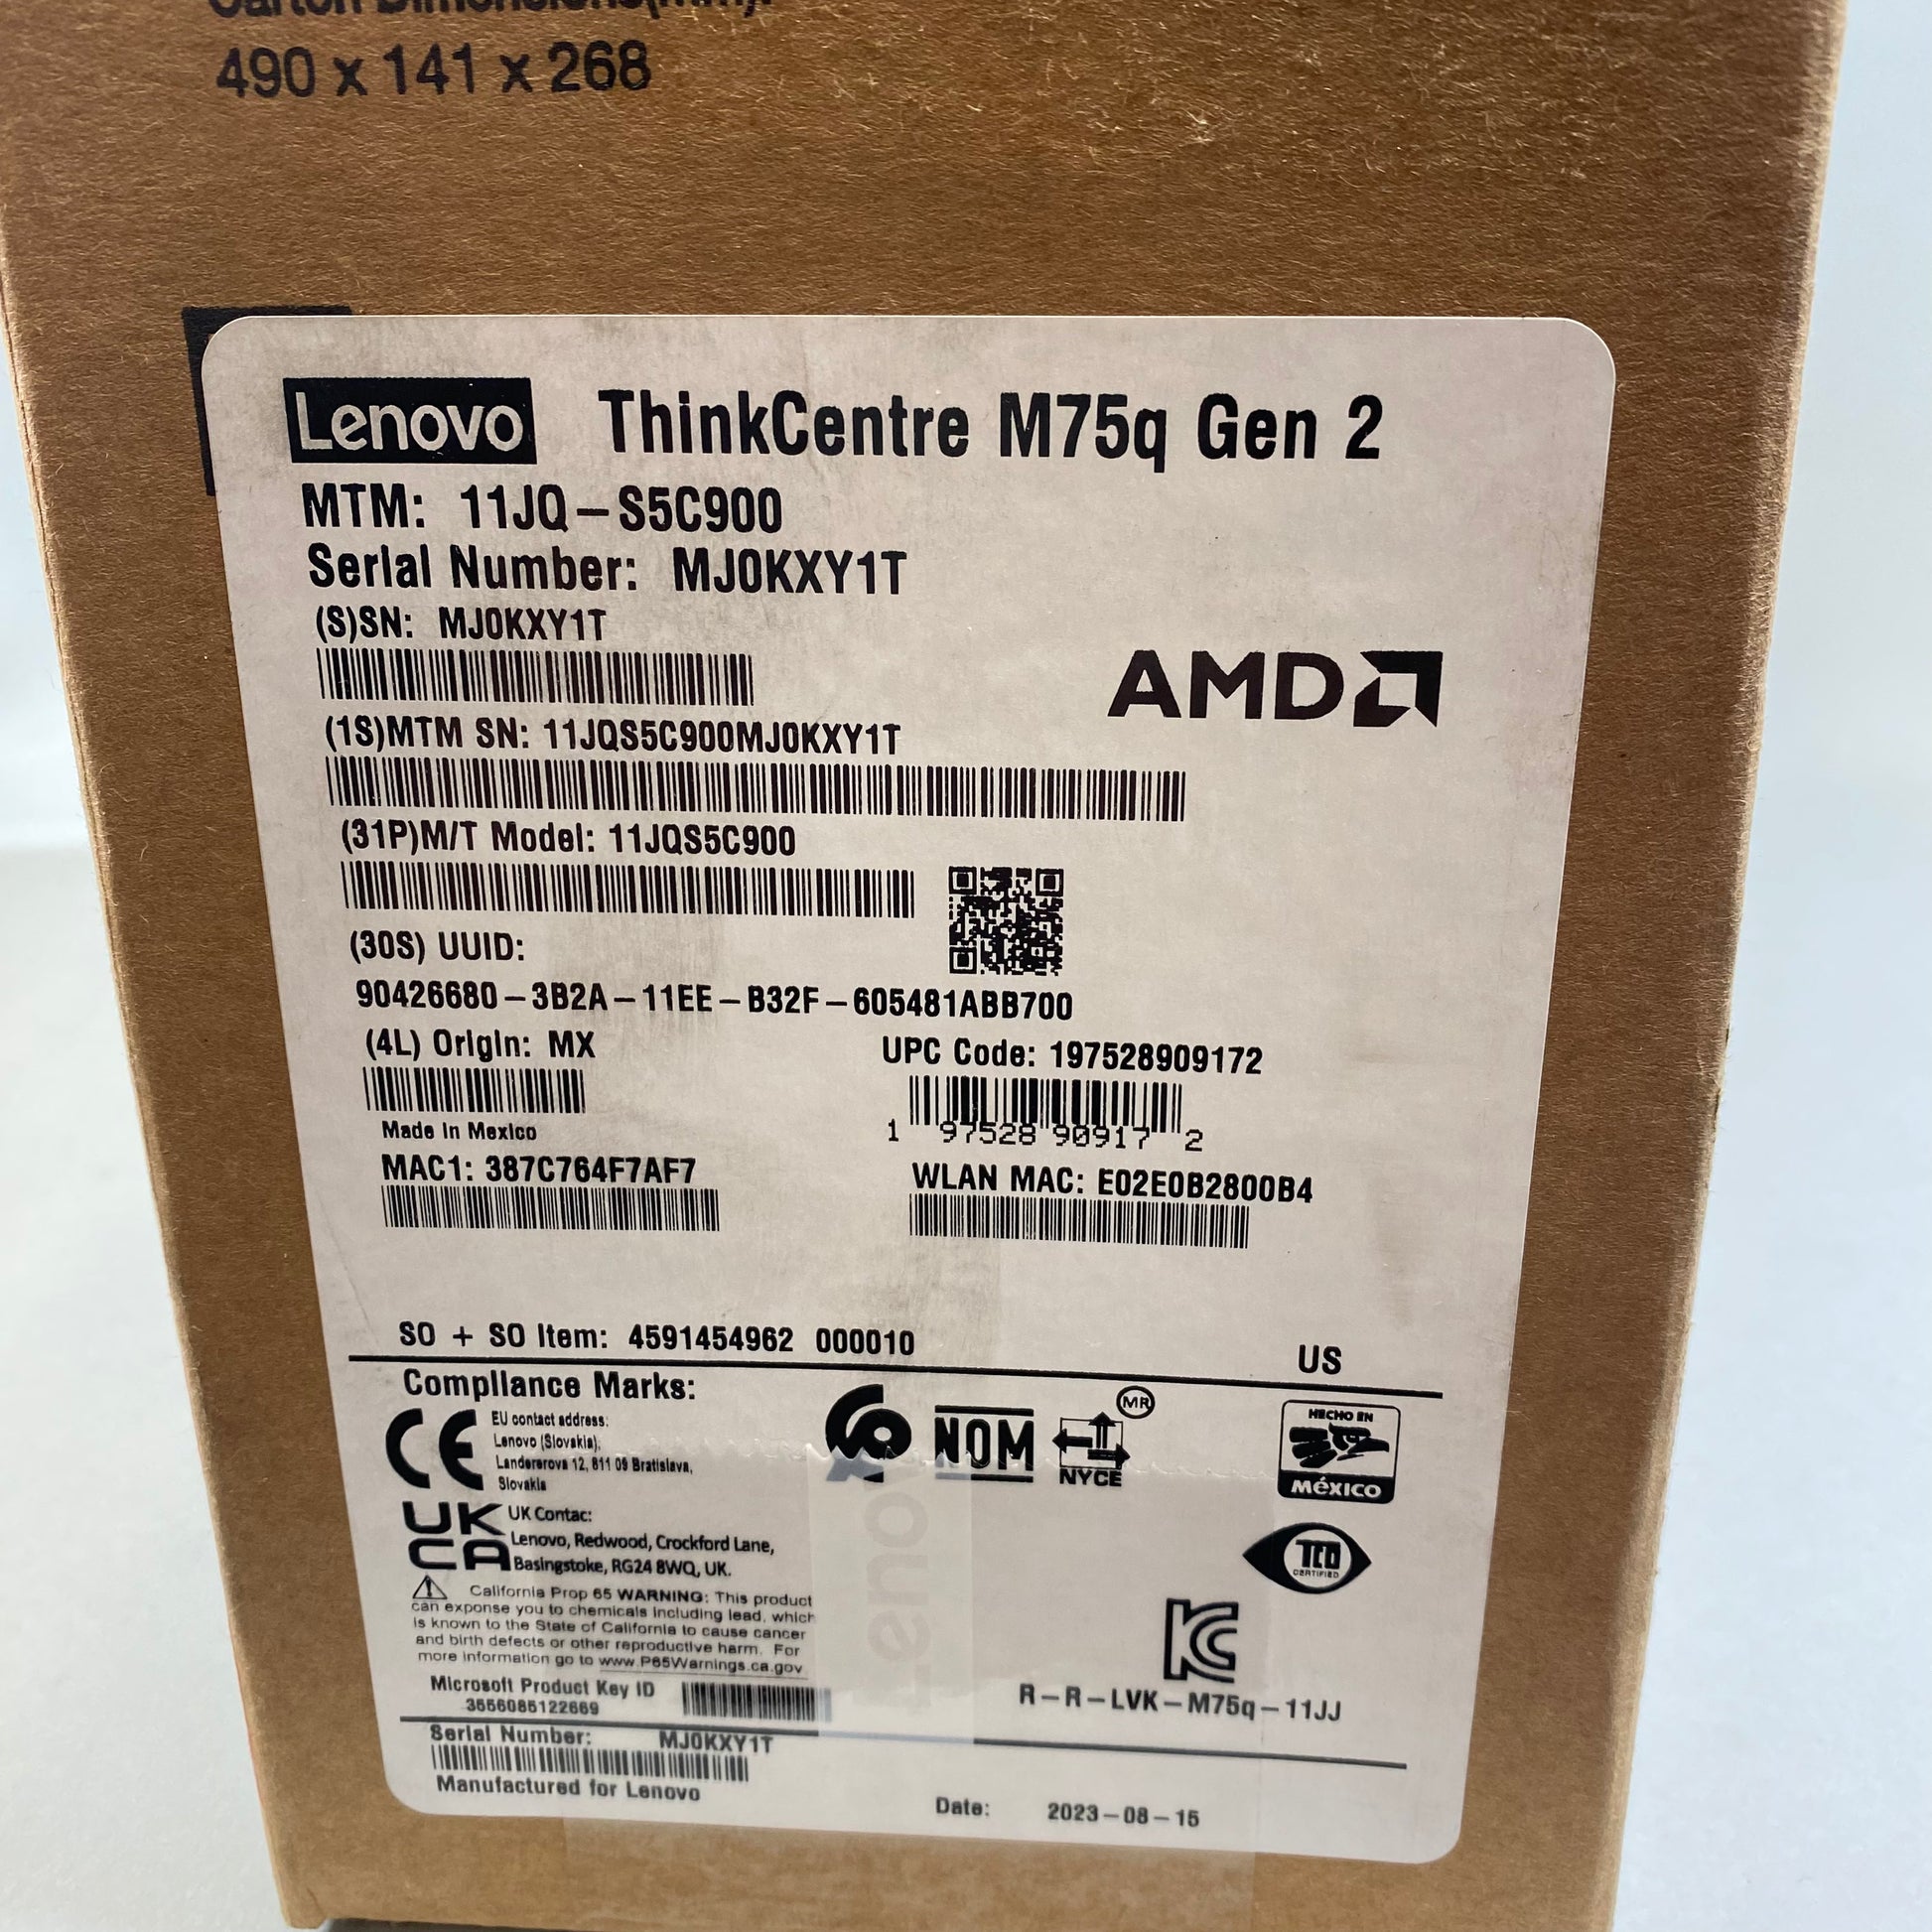 Carton Dimensions(mm):
490 x 141 x 268
Lenovo ThinkCentre M75q Gen 2
MTM: 11JQ-S5C900
Serial Number: MJ0KXY1T
(S)SN: MJ0KXY1T
AMD
(1S)MTM SN: 11JQS5C900MJ0KXY1T
(31P)M/T Model: 11JQS5C900
(30S) UUID:
90426680-3B2A-11EE-B32F-605481ABB700
(4L) Origin: MX
UPC Code: 197528909172
1 97528 90917 2
Made In Mexico
MAC1: 387C764F7AF7
WLAN MAC: E02E0B2800B4
SO + SO Item: 4591454962 000010
US
Compliance Marks:
CE
EU contact address:
Lenovo (Slovakia),
Landererova 12, 811 09 Bratislava,
Slovakia
NOM
MR
NYCE
HECHO EN
MéXICO
UK
CA
UK Contac:
Lenovo, Redwood, Crockford Lane,
Basingstoke, RG24 8WQ, UK.
TCO
CERTIFIED
California Prop 65 WARNING: This product
can exponse you to chemicals including lead, which
is known to the State of California to cause cancer
and birth defects or other reproductive harm. For
more information go to www.P65Warnings.ca.gov
Lenovo
KC
Microsoft Product Key ID
3556085122669
R-R-LVK-M75q-11JJ
Serial Number: MJ0KXY1T
Manufactured for Lenovo
Date: 2023-08-15